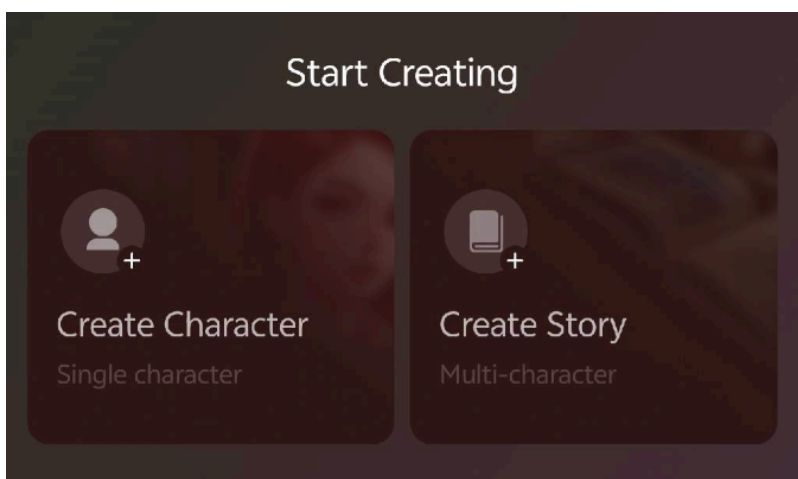 Start Creating
Create Character
Single character
Create Story
Multi-character